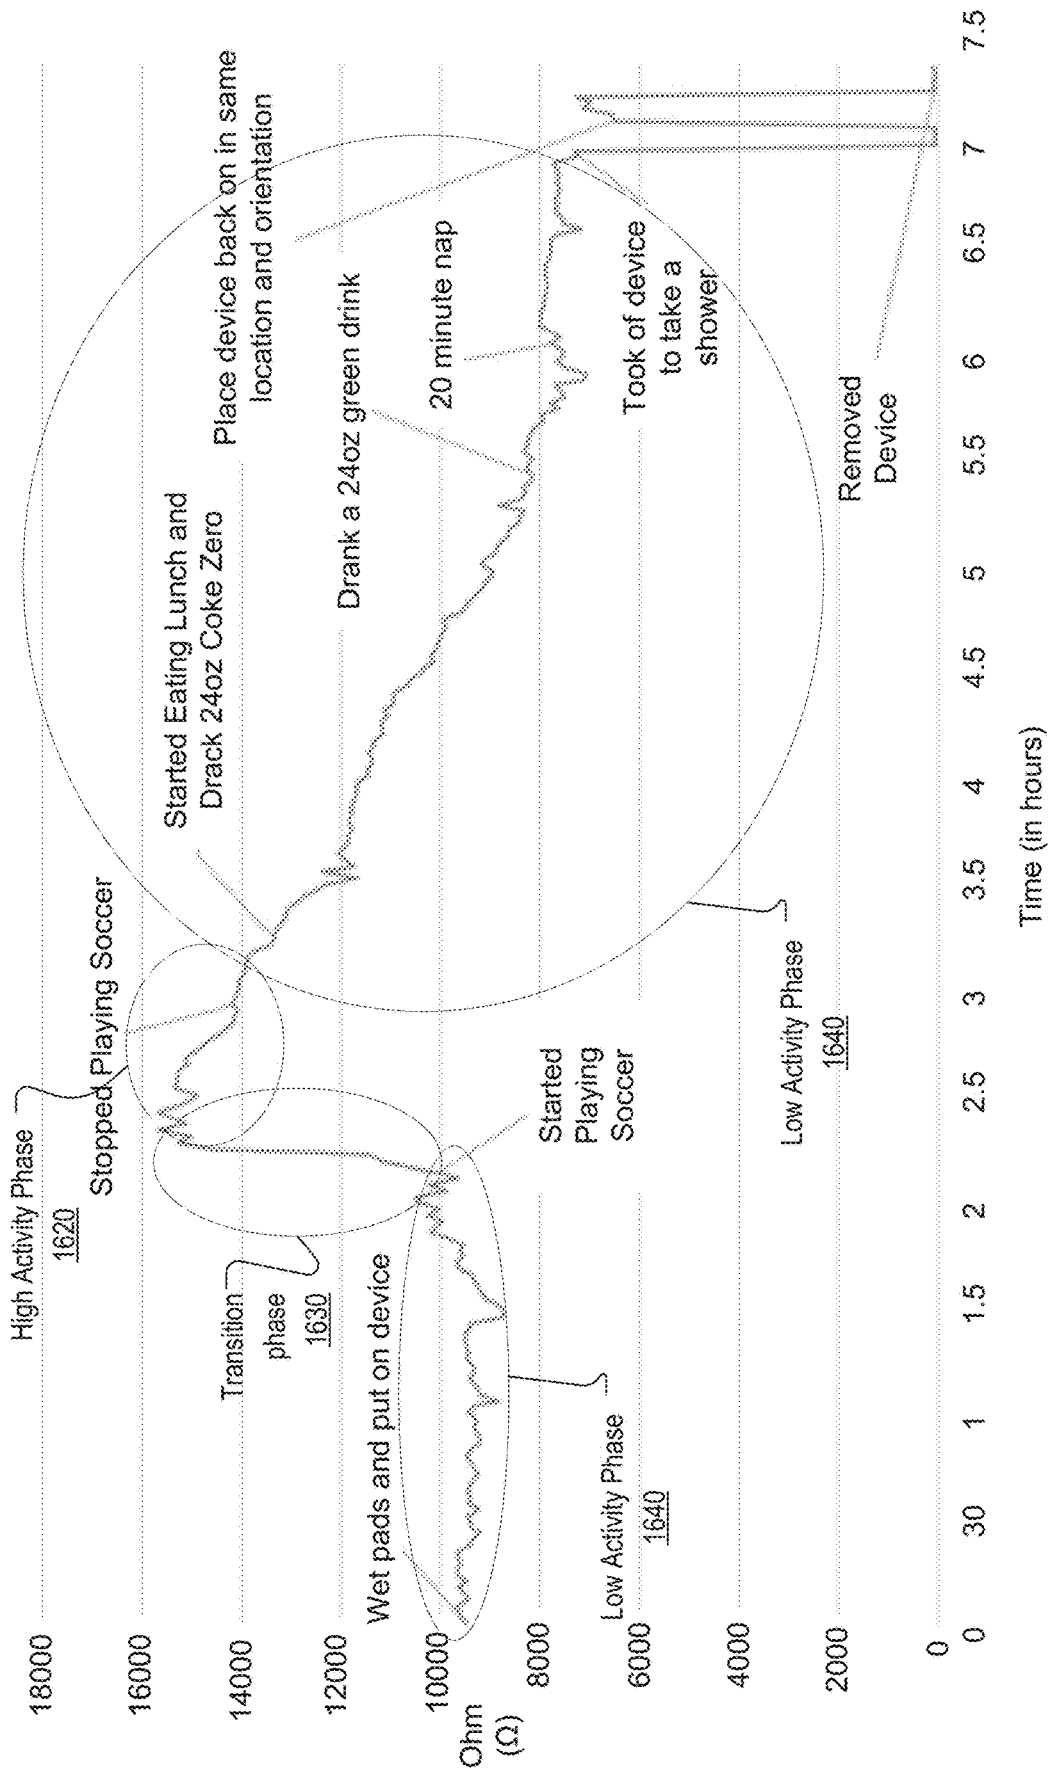 High Activity Phase
1620
Stopped Playing Soccer
Started Eating Lunch and
Drack 24oz Coke Zero
Place device back on in same
location and orientation
Transition
phase
1630
Wet pads and put on device
Drank a 24oz green drink
20 minute nap
Started
Playing
Soccer
Took of device
to take a
shower
Low Activity Phase
1640
Low Activity Phase
1640
Removed
Device
18000
16000
14000
12000
10000
8000
6000
4000
2000
0
Ohm
(Ω)
0 30 1 1.5 2 2.5 3 3.5 4 4.5 5 5.5 6 6.5 7 7.5
Time (in hours)